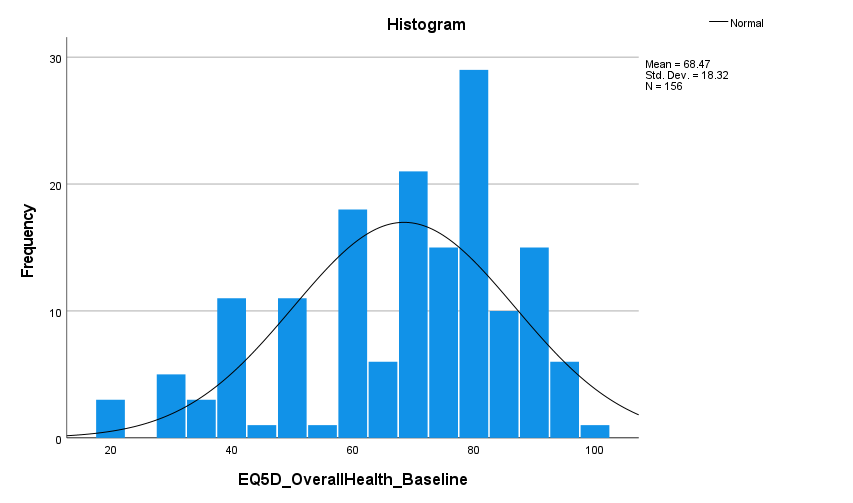 Histogram
Normal
Mean = 68.47
Std. Dev. = 18.32
N = 156
Frequency
30
20
10
0
20 40 60 80 100
EQ5D_OverallHealth_Baseline